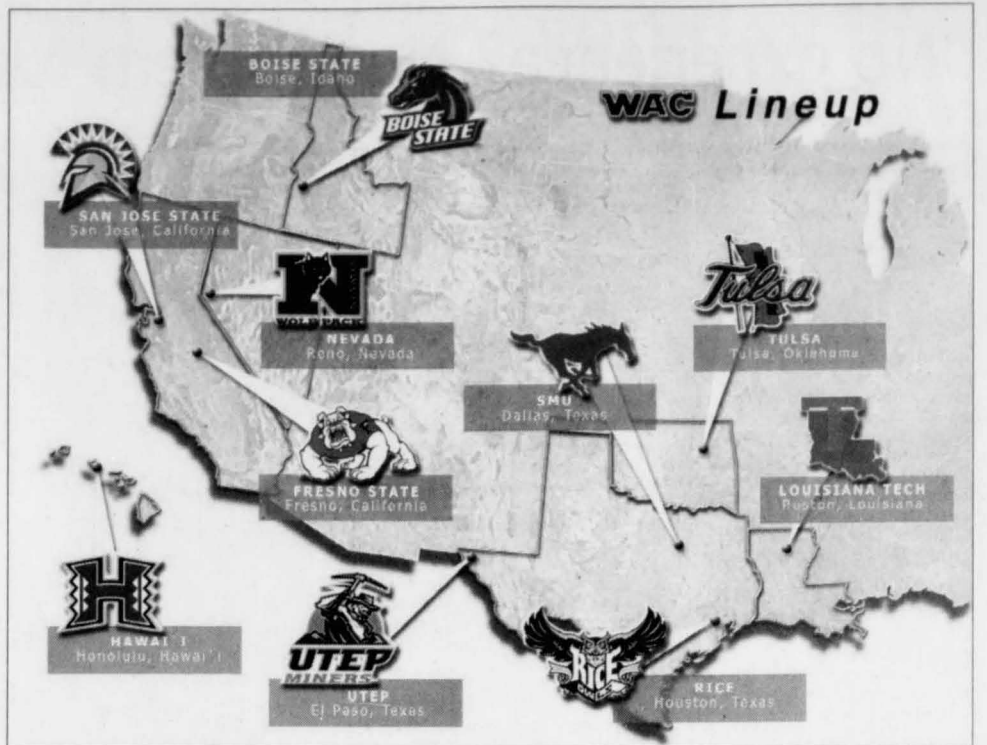 BOISE STATE
Boise, Idaho
BOISE
STATE
WAC Lineup
SAN JOSE STATE
San Jose, California
N
WOLF PACK
NEVADA
Reno, Nevada
Tulsa
TULSA
Tulsa, Oklahoma
SMU
Dallas, Texas
FRESNO STATE
Fresno, California
LOUISIANA TECH
Ruston, Louisiana
H
HAWAI`I
Honolulu, Hawai`i
UTEP
MINERS
UTEP
El Paso, Texas
RICE
OWLS
RICE
Houston, Texas